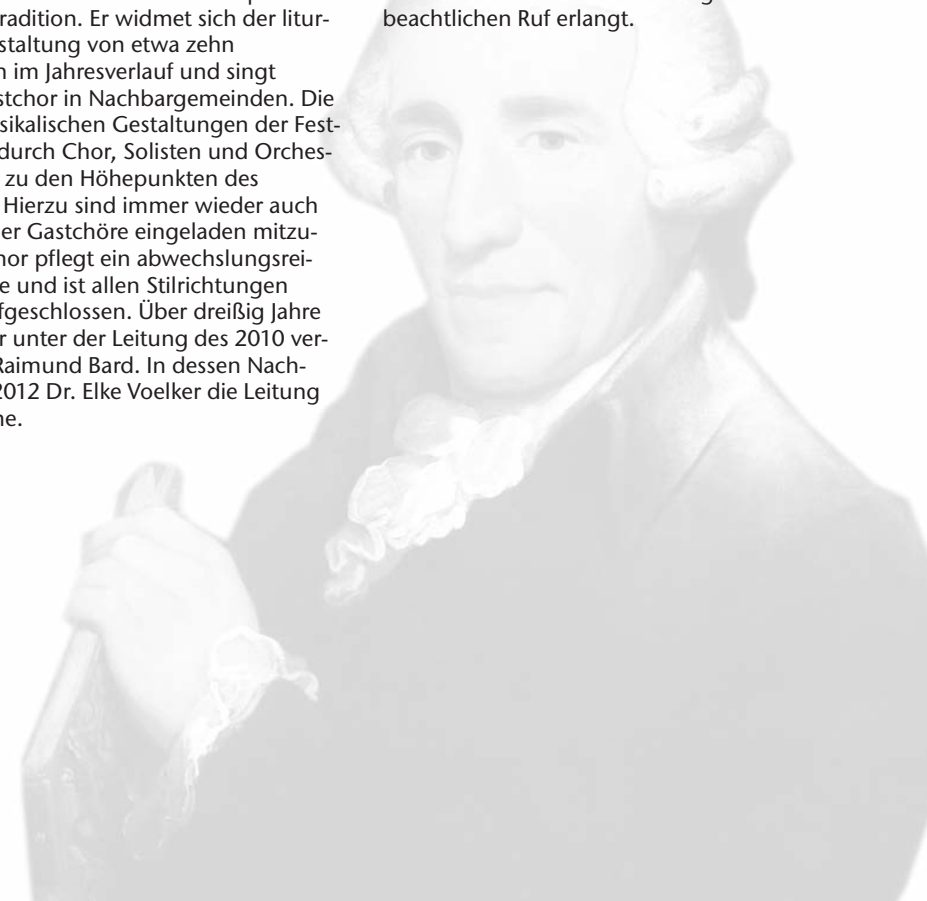 radition. Er widmet sich der litur-
staltung von etwa zehn
n im Jahresverlauf und singt
stchor in Nachbargemeinden. Die
sikalischen Gestaltungen der Fest-
durch Chor, Solisten und Orches-
zu den Höhepunkten des
Hierzu sind immer wieder auch
er Gastchöre eingeladen mitzu-
nor pflegt ein abwechslungsrei-
e und ist allen Stilrichtungen
fgeschlossen. Über dreißig Jahre
r unter der Leitung des 2010 ver-
Raimund Bard. In dessen Nach-
2012 Dr. Elke Voelker die Leitung
ne.
beachtlichen Ruf erlangt.